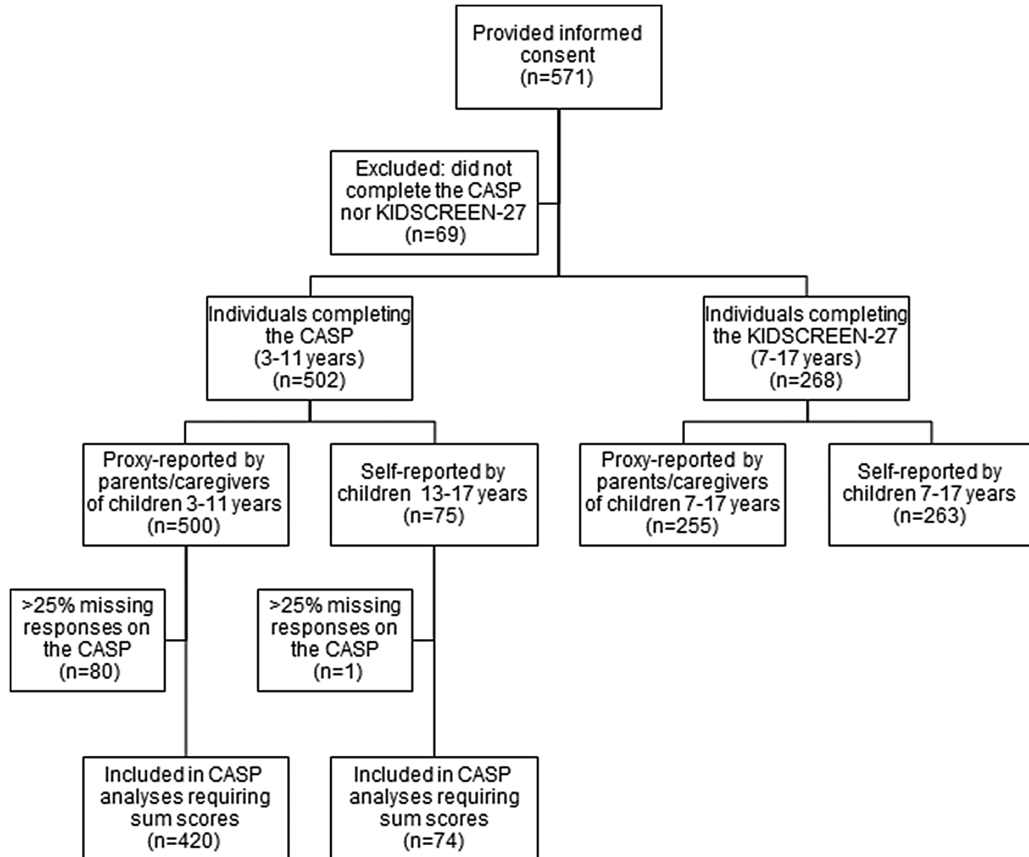 Provided informed
consent
(n=571)
Excluded: did not
complete the CASP
nor KIDSCREEN-27
(n=69)
Individuals completing
the CASP
(3-11 years)
(n=502)
Individuals completing
the KIDSCREEN-27
(7-17 years)
(n=268)
Proxy-reported by
parents/caregivers
of children 3-11 years
(n=500)
Self-reported by
children 13-17 years
(n=75)
Proxy-reported by
parents/caregivers
of children 7-17 years
(n=255)
Self-reported by
children 7-17 years
(n=263)
>25% missing
responses on
the CASP
(n=80)
>25% missing
responses on
the CASP
(n=1)
Included in CASP
analyses requiring
sum scores
(n=420)
Included in CASP
analyses requiring
sum scores
(n=74)